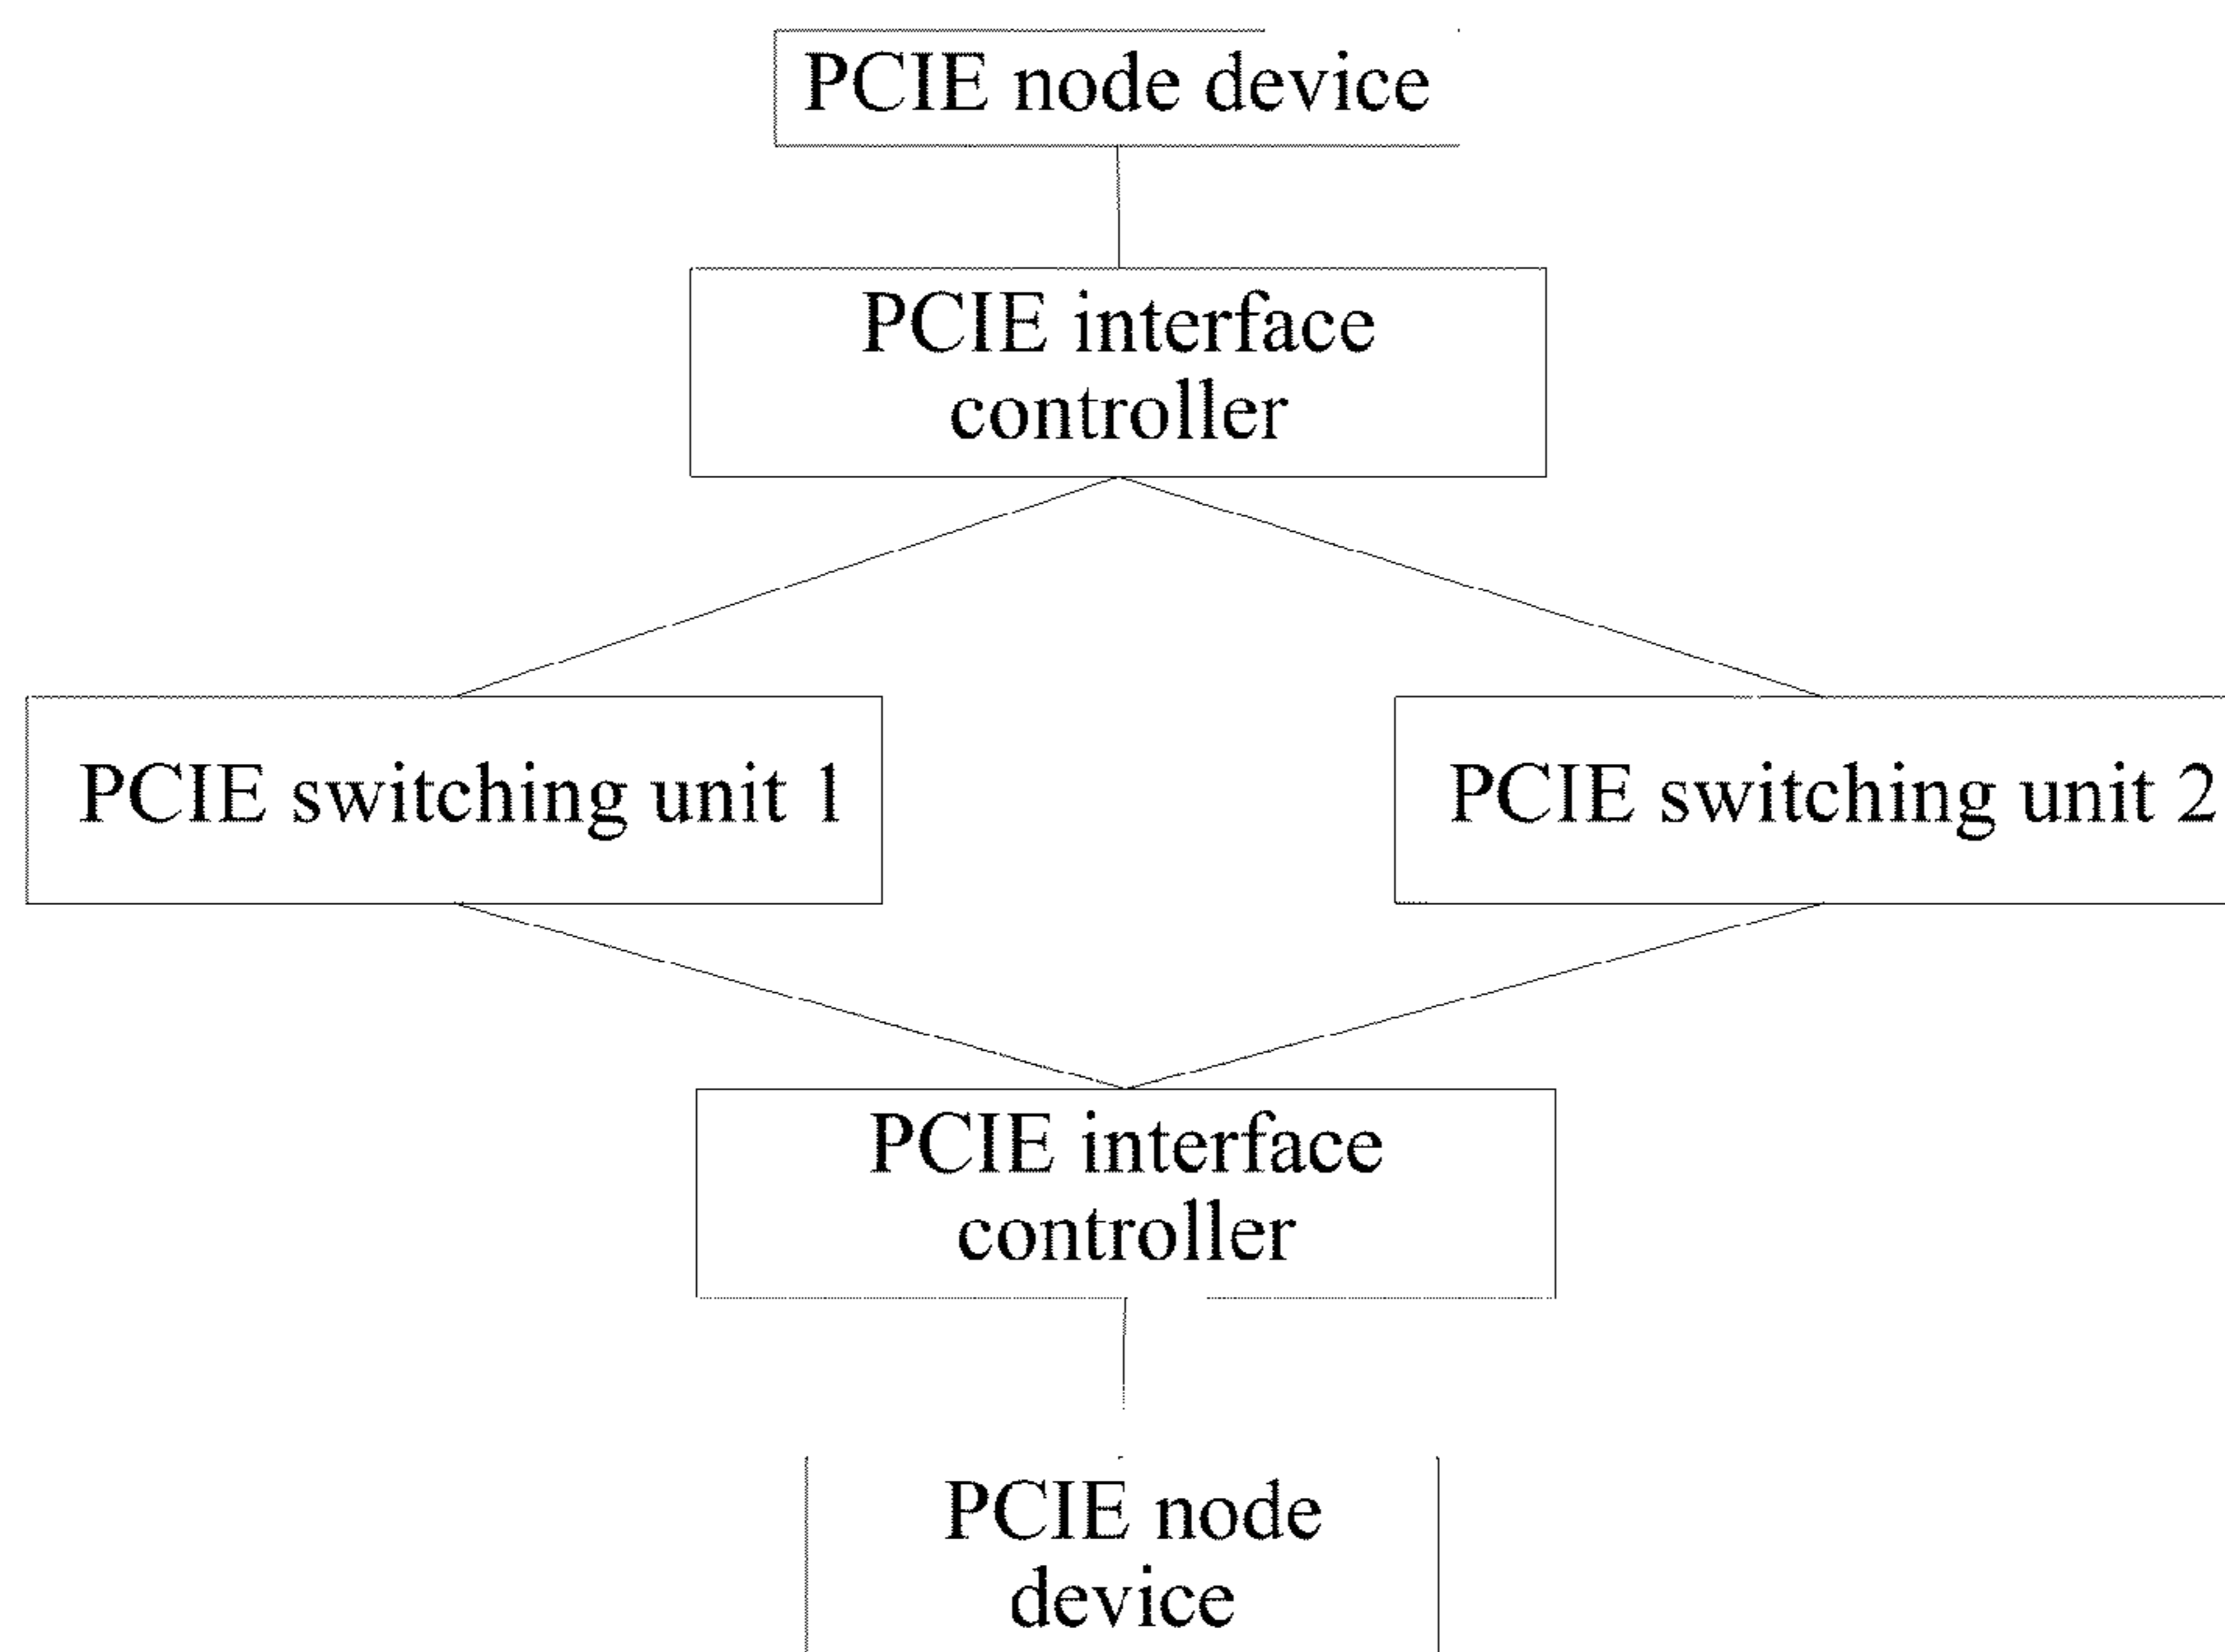 PCIE node device
PCIE interface
controller
PCIE switching unit 1
PCIE switching unit 2
PCIE interface
controller
PCIE node
device